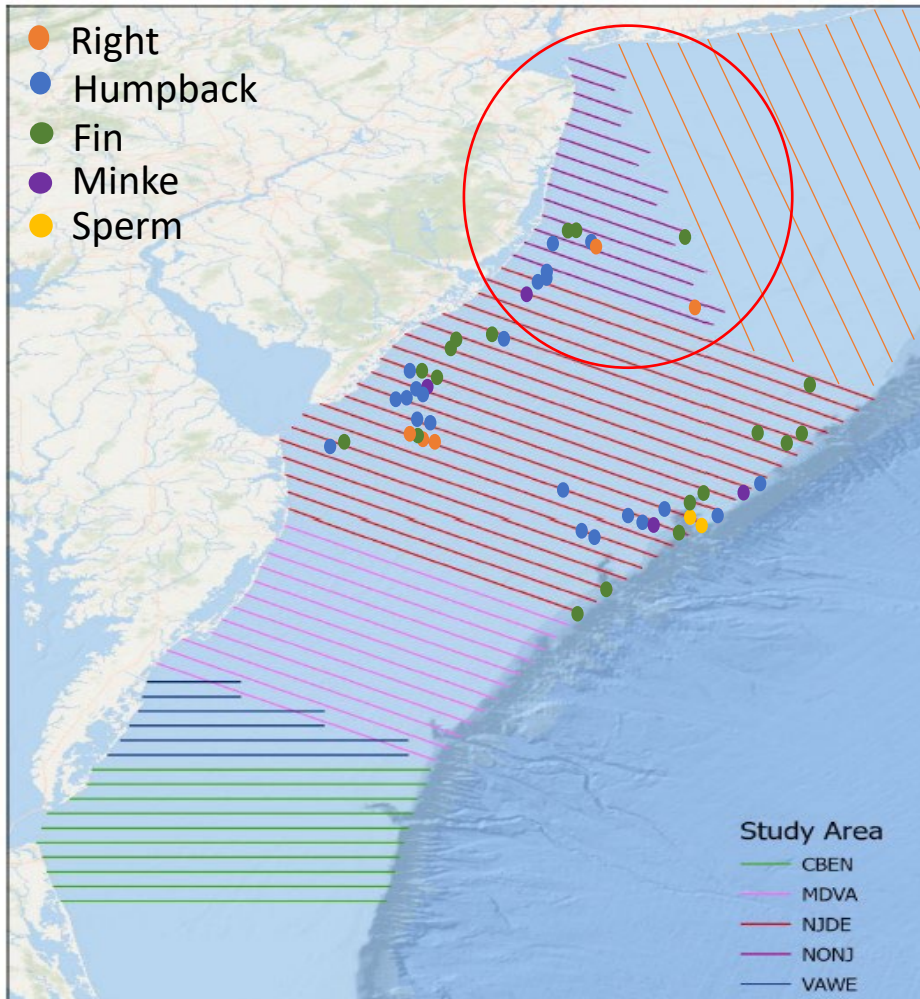 Right
Humpback
Fin
Minke
Sperm
Study Area
CBEN
MDVA
NJDE
NONJ
VAWE